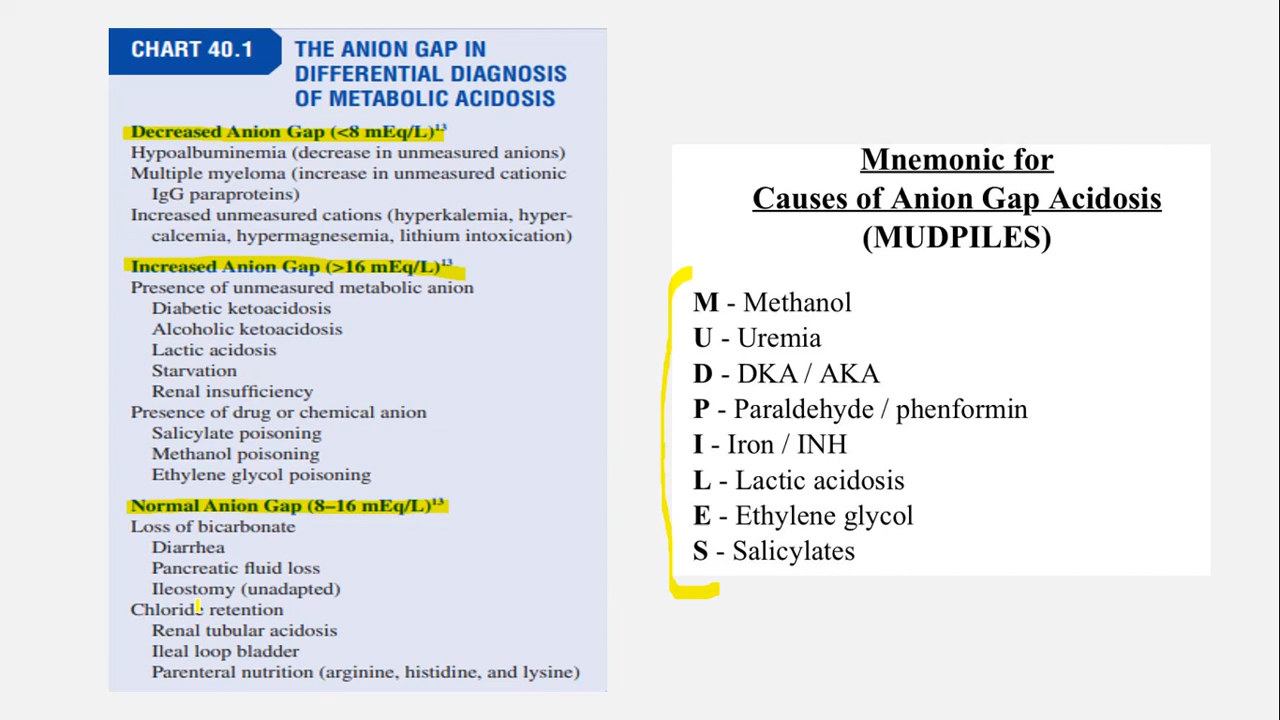 CHART 40.1
THE ANION GAP IN
DIFFERENTIAL DIAGNOSIS
OF METABOLIC ACIDOSIS
Decreased Anion Gap (<8 mEq/L)¹³
Hypoalbuminemia (decrease in unmeasured anions)
Multiple myeloma (increase in unmeasured cationic
IgG paraproteins)
Increased unmeasured cations (hyperkalemia, hyper-
calcemia, hypermagnesemia, lithium intoxication)
Increased Anion Gap (>16 mEq/L)¹³
Presence of unmeasured metabolic anion
Diabetic ketoacidosis
Alcoholic ketoacidosis
Lactic acidosis
Starvation
Renal insufficiency
Presence of drug or chemical anion
Salicylate poisoning
Methanol poisoning
Ethylene glycol poisoning
Normal Anion Gap (8–16 mEq/L)¹³
Loss of bicarbonate
Diarrhea
Pancreatic fluid loss
Ileostomy (unadapted)
Chloride retention
Renal tubular acidosis
Ileal loop bladder
Parenteral nutrition (arginine, histidine, and lysine)
Mnemonic for
Causes of Anion Gap Acidosis
(MUDPILES)
M - Methanol
U - Uremia
D - DKA / AKA
P - Paraldehyde / phenformin
I - Iron / INH
L - Lactic acidosis
E - Ethylene glycol
S - Salicylates